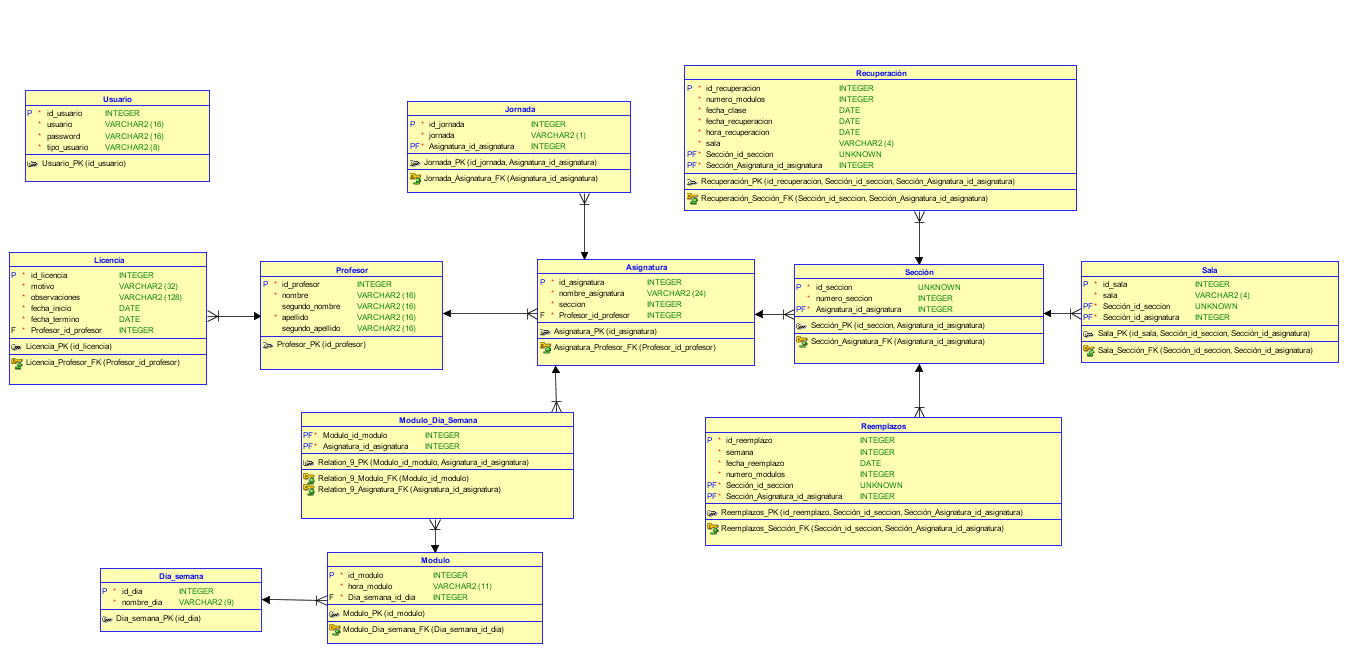 Usuario
P * id_usuario INTEGER
* usuario VARCHAR2 (16)
* password VARCHAR2 (16)
* tipo_usuario VARCHAR2 (8)
Usuario_PK (id_usuario)
Jornada
P * id_jornada INTEGER
* jornada VARCHAR2 (1)
PF* Asignatura_id_asignatura INTEGER
Jornada_PK (id_jornada, Asignatura_id_asignatura)
Jornada_Asignatura_FK (Asignatura_id_asignatura)
Recuperación
P * id_recuperacion INTEGER
* numero_modulos INTEGER
* fecha_clase DATE
* fecha_recuperacion DATE
* hora_recuperacion DATE
* sala VARCHAR2 (4)
PF* Sección_id_seccion UNKNOWN
PF* Sección_Asignatura_id_asignatura INTEGER
Recuperación_PK (id_recuperacion, Sección_id_seccion, Sección_Asignatura_id_asignatura)
Recuperación_Sección_FK (Sección_id_seccion, Sección_Asignatura_id_asignatura)
Licencia
P * id_licencia INTEGER
* motivo VARCHAR2 (32)
* observaciones VARCHAR2 (128)
* fecha_inicio DATE
* fecha_termino DATE
F * Profesor_id_profesor INTEGER
Licencia_PK (id_licencia)
Licencia_Profesor_FK (Profesor_id_profesor)
Profesor
P * id_profesor INTEGER
* nombre VARCHAR2 (16)
segundo_nombre VARCHAR2 (16)
* apellido VARCHAR2 (16)
segundo_apellido VARCHAR2 (16)
Profesor_PK (id_profesor)
Asignatura
P * id_asignatura INTEGER
* nombre_asignatura VARCHAR2 (24)
* seccion INTEGER
F * Profesor_id_profesor INTEGER
Asignatura_PK (id_asignatura)
Asignatura_Profesor_FK (Profesor_id_profesor)
Sección
P * id_seccion UNKNOWN
* numero_seccion INTEGER
PF* Asignatura_id_asignatura INTEGER
Sección_PK (id_seccion, Asignatura_id_asignatura)
Sección_Asignatura_FK (Asignatura_id_asignatura)
Sala
P * id_sala INTEGER
* sala VARCHAR2 (4)
PF* Sección_id_seccion UNKNOWN
PF* Sección_id_asignatura INTEGER
Sala_PK (id_sala, Sección_id_seccion, Sección_id_asignatura)
Sala_Sección_FK (Sección_id_seccion, Sección_id_asignatura)
Modulo_Dia_Semana
PF* Modulo_id_modulo INTEGER
PF* Asignatura_id_asignatura INTEGER
Relation_9_PK (Modulo_id_modulo, Asignatura_id_asignatura)
Relation_9_Modulo_FK (Modulo_id_modulo)
Relation_9_Asignatura_FK (Asignatura_id_asignatura)
Reemplazos
P * id_reemplazo INTEGER
* semana INTEGER
* fecha_reemplazo DATE
* numero_modulos INTEGER
PF* Sección_id_seccion UNKNOWN
PF* Sección_Asignatura_id_asignatura INTEGER
Reemplazos_PK (id_reemplazo, Sección_id_seccion, Sección_Asignatura_id_asignatura)
Reemplazos_Sección_FK (Sección_id_seccion, Sección_Asignatura_id_asignatura)
Dia_semana
P * id_dia INTEGER
* nombre_dia VARCHAR2 (9)
Dia_semana_PK (id_dia)
Modulo
P * id_modulo INTEGER
* hora_modulo VARCHAR2 (11)
F * Dia_semana_id_dia INTEGER
Modulo_PK (id_modulo)
Modulo_Dia_semana_FK (Dia_semana_id_dia)